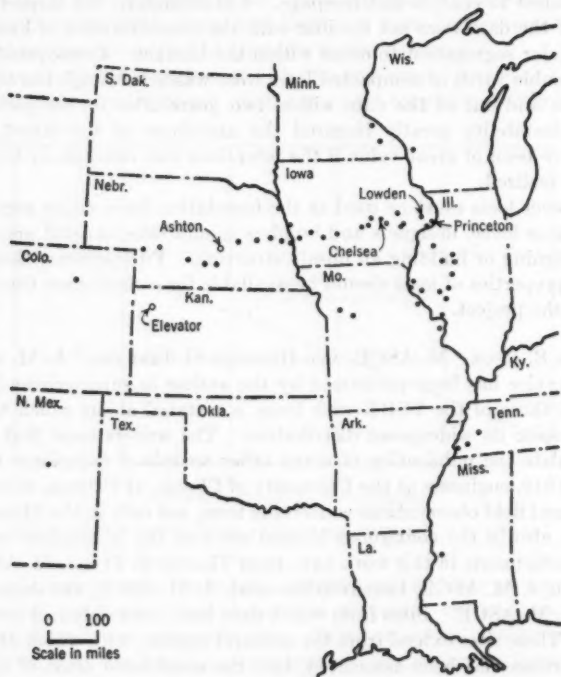 Wis.
Minn.
S. Dak.
Iowa
Nebr.
Lowden
Ill.
Ashton
Princeton
Chelsea
Colo.
Mo.
Kan.
Elevator
Ky.
N. Mex.
Okla.
Tenn.
Tex.
Ark.
Miss.
La.
0 100
Scale in miles